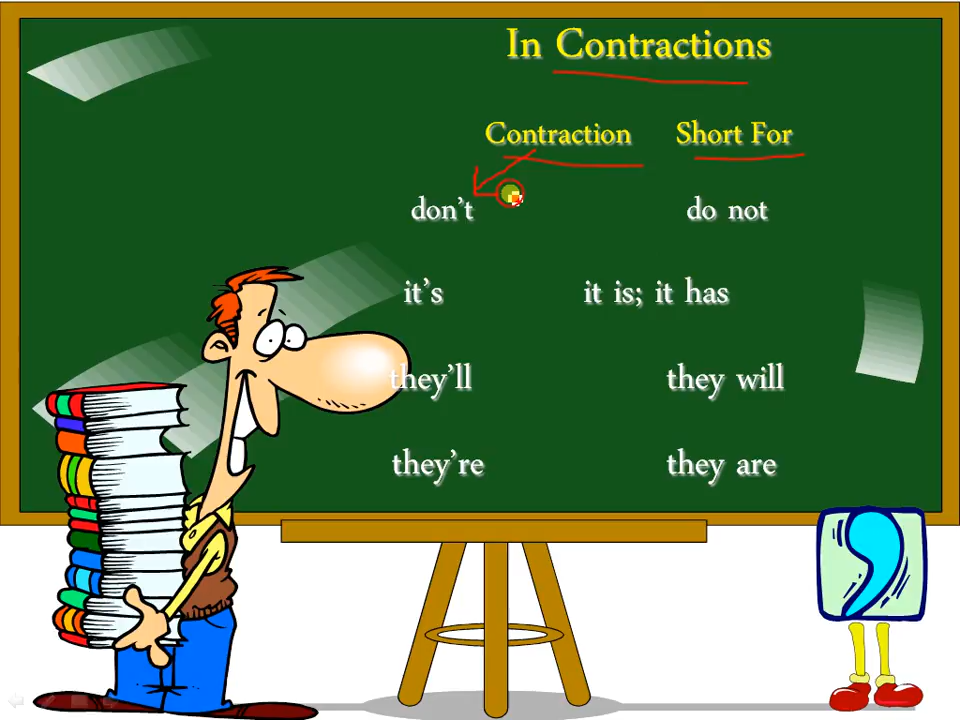 In Contractions
Contraction Short For
don’t do not
it’s it is; it has
they’ll they will
they’re they are